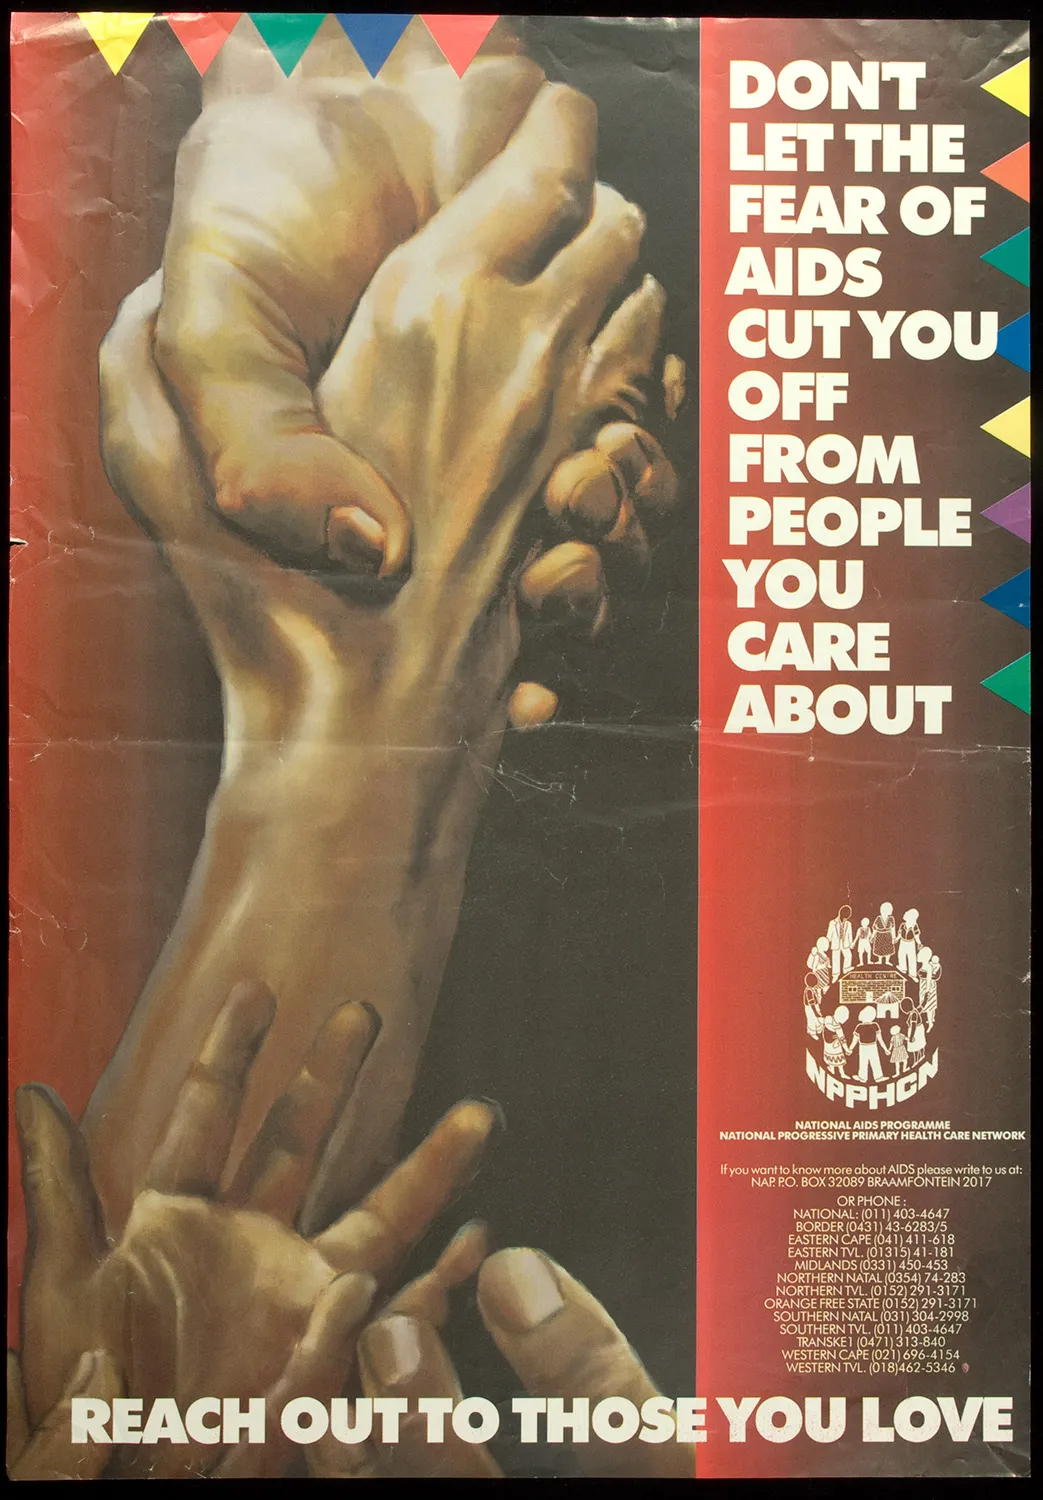 DON'T
LET THE
FEAR OF
AIDS
CUT YOU
OFF
FROM
PEOPLE
YOU
CARE
ABOUT
HEALTH CENTRE
NPPHCN
NATIONAL AIDS PROGRAMME
NATIONAL PROGRESSIVE PRIMARY HEALTH CARE NETWORK
If you want to know more about AIDS please write to us at:
NAP. P.O. BOX 32089 BRAAMFONTEIN 2017
OR PHONE :
NATIONAL: (011) 403-4647
BORDER (0431) 43-6283/5
EASTERN CAPE (041) 411-618
EASTERN TVL. (01315) 41-181
MIDLANDS (0331) 450-453
NORTHERN NATAL (0354) 74-283
NORTHERN TVL. (0152) 291-3171
ORANGE FREE STATE (0152) 291-3171
SOUTHERN NATAL (031) 304-2998
SOUTHERN TVL. (011) 403-4647
TRANSKE1 (0471) 313-840
WESTERN CAPE (021) 696-4154
WESTERN TVL. (018)462-5346
REACH OUT TO THOSE YOU LOVE